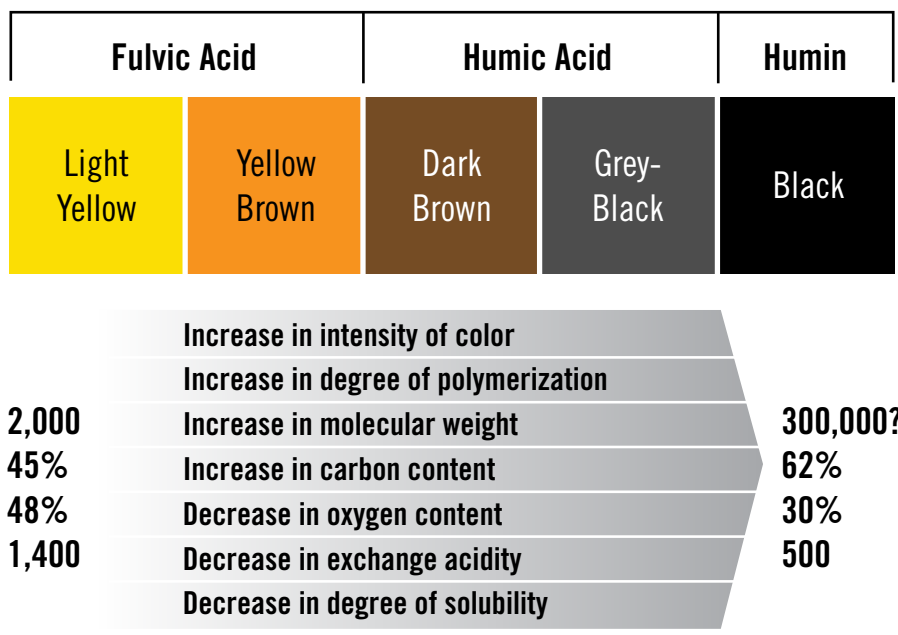 Fulvic Acid Humic Acid Humin
Light Yellow
Yellow Brown
Dark Brown
Grey-Black
Black
Increase in intensity of color
Increase in degree of polymerization
2,000 Increase in molecular weight 300,000?
45% Increase in carbon content 62%
48% Decrease in oxygen content 30%
1,400 Decrease in exchange acidity 500
Decrease in degree of solubility